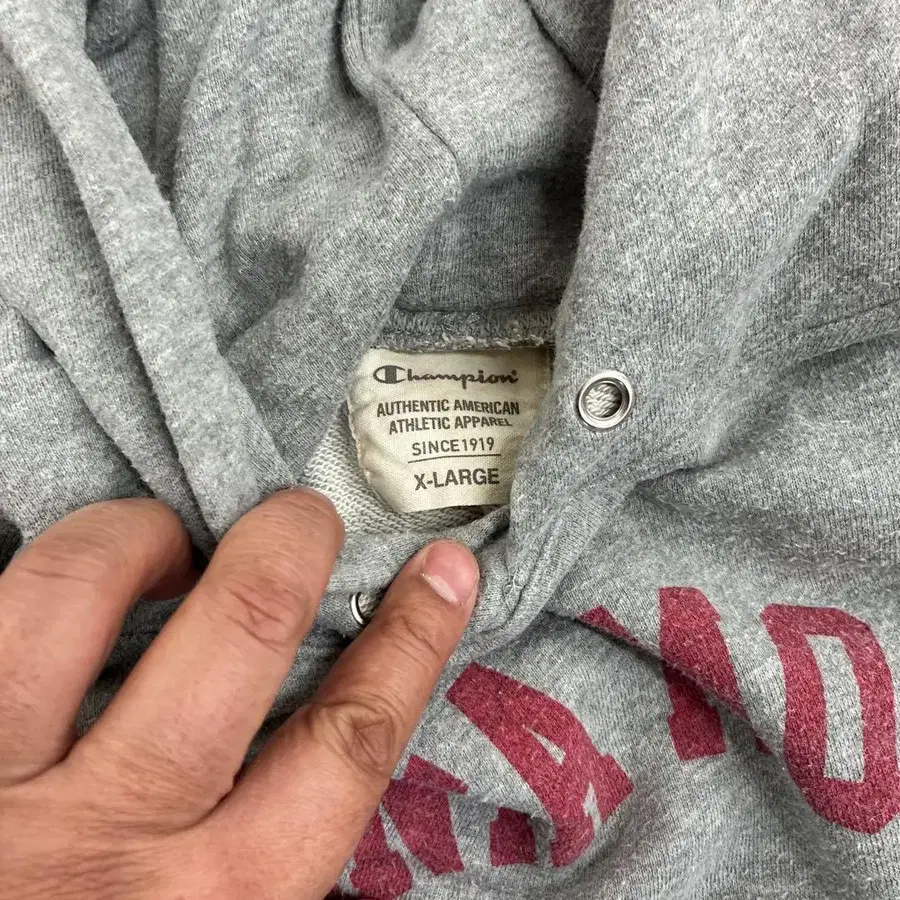 Champion
AUTHENTIC AMERICAN
ATHLETIC APPAREL
SINCE 1919
X-LARGE